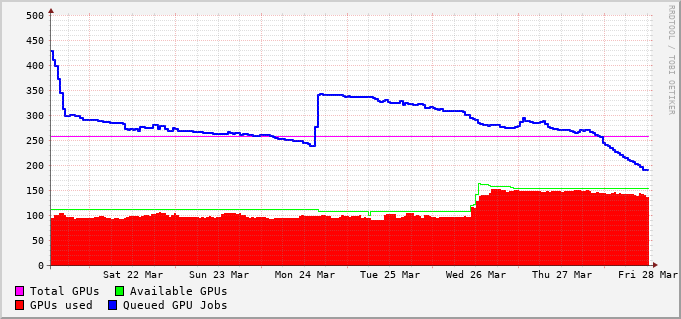 500
450
400
350
300
250
200
150
100
50
0
Sat 22 Mar Sun 23 Mar Mon 24 Mar Tue 25 Mar Wed 26 Mar Thu 27 Mar Fri 28 Mar
Total GPUs Available GPUs
GPUs used Queued GPU Jobs
RRDTOOL / TOBI OETIKER